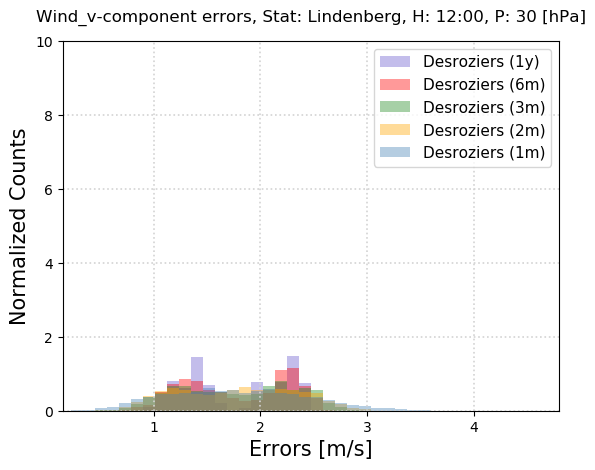 Wind_v-component errors, Stat: Lindenberg, H: 12:00, P: 30 [hPa]
10
8
6
4
2
0
Normalized Counts
Desroziers (1y)
Desroziers (6m)
Desroziers (3m)
Desroziers (2m)
Desroziers (1m)
1 2 3 4
Errors [m/s]